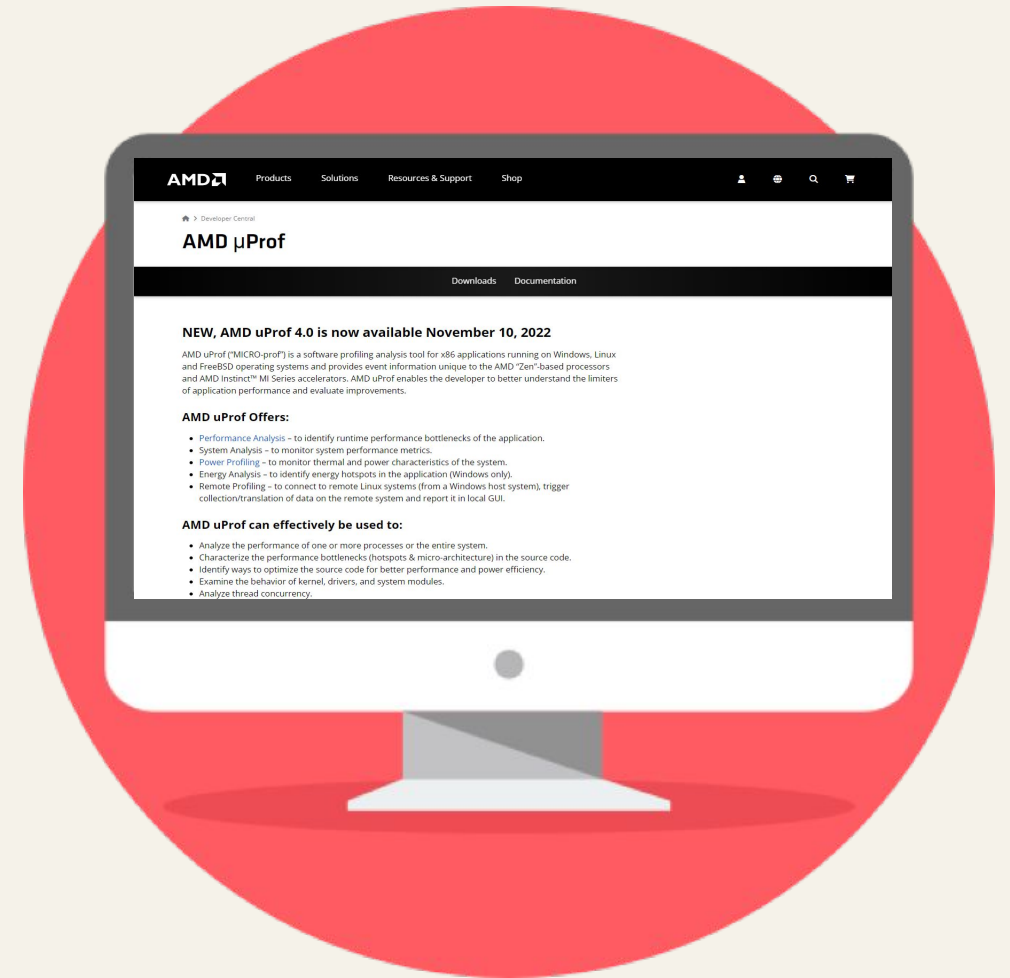 AMD
Products Solutions Resources & Support Shop
> Developer Central
AMD µProf
Downloads Documentation
NEW, AMD uProf 4.0 is now available November 10, 2022
AMD uProf (“MICRO-prof”) is a software profiling analysis tool for x86 applications running on Windows, Linux
and FreeBSD operating systems and provides event information unique to the AMD “Zen”-based processors
and AMD Instinct™ MI Series accelerators. AMD uProf enables the developer to better understand the limiters
of application performance and evaluate improvements.
AMD uProf Offers:
• Performance Analysis – to identify runtime performance bottlenecks of the application.
• System Analysis – to monitor system performance metrics.
• Power Profiling – to monitor thermal and power characteristics of the system.
• Energy Analysis – to identify energy hotspots in the application (Windows only).
• Remote Profiling – to connect to remote Linux systems (from a Windows host system), trigger
collection/translation of data on the remote system and report it in local GUI.
AMD uProf can effectively be used to:
• Analyze the performance of one or more processes or the entire system.
• Characterize the performance bottlenecks (hotspots & micro-architecture) in the source code.
• Identify ways to optimize the source code for better performance and power efficiency.
• Examine the behavior of kernel, drivers, and system modules.
• Analyze thread concurrency.